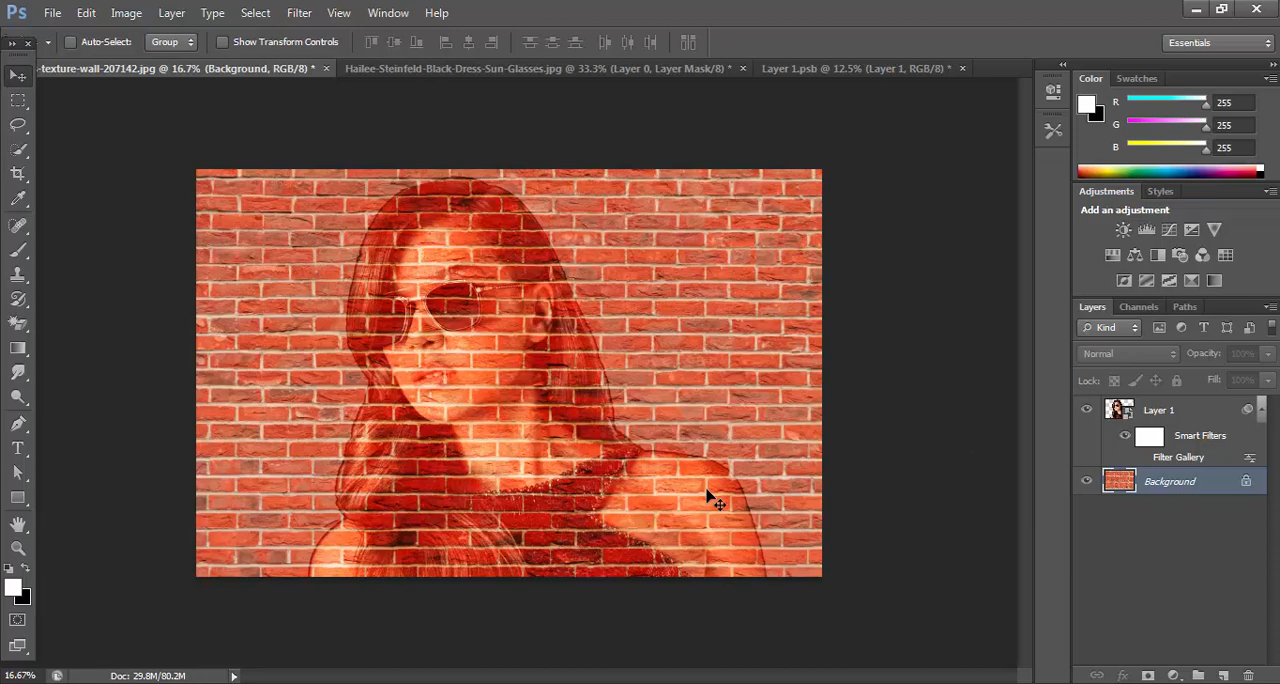 Ps File Edit Image Layer Type Select Filter View Window Help
Auto-Select: Group Show Transform Controls Essentials
-texture-wall-207142.jpg @ 16.7% (Background, RGB/8) * Hailee-Steinfeld-Black-Dress-Sun-Glasses.jpg @ 33.3% (Layer 0, Layer Mask/8) * Layer 1.psb @ 12.5% (Layer 1, RGB/8) *
Color Swatches
R 255
G 255
B 255
Adjustments Styles
Add an adjustment
Layers Channels Paths
Kind
Normal Opacity: 100%
Lock: Fill: 100%
Layer 1
Smart Filters
Filter Gallery
Background
16.67% Doc: 29.8M/80.2M